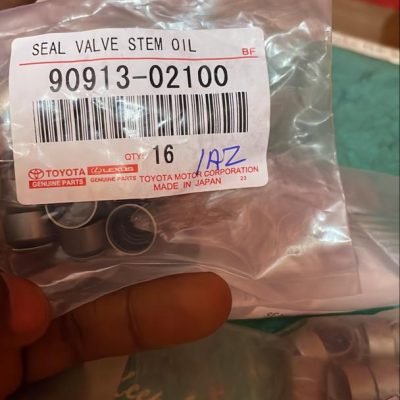 SEAL VALVE STEM OIL
BF
90913-02100
QTY: 16
1AZ
TOYOTA LEXUS
GENUINE PARTS GENUINE PARTS TOYOTA MOTOR CORPORATION
MADE IN JAPAN 23